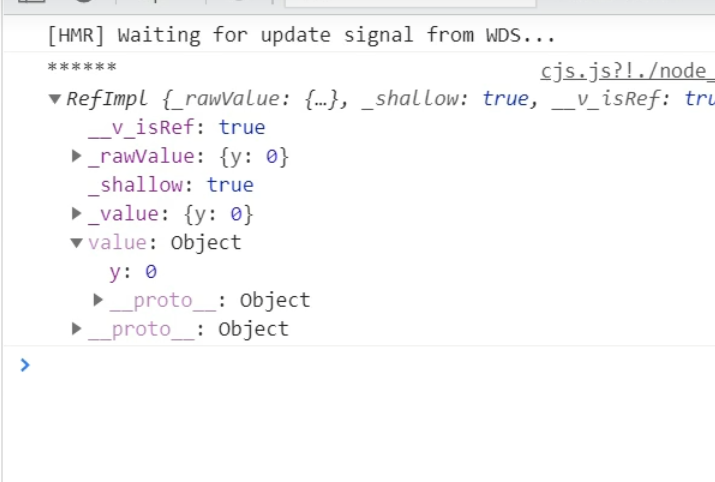 [HMR] Waiting for update signal from WDS...
****** cjs.js?!./node_
RefImpl {_rawValue: {…}, _shallow: true, __v_isRef: tru
__v_isRef: true
_rawValue: {y: 0}
_shallow: true
_value: {y: 0}
value: Object
y: 0
__proto__: Object
__proto__: Object